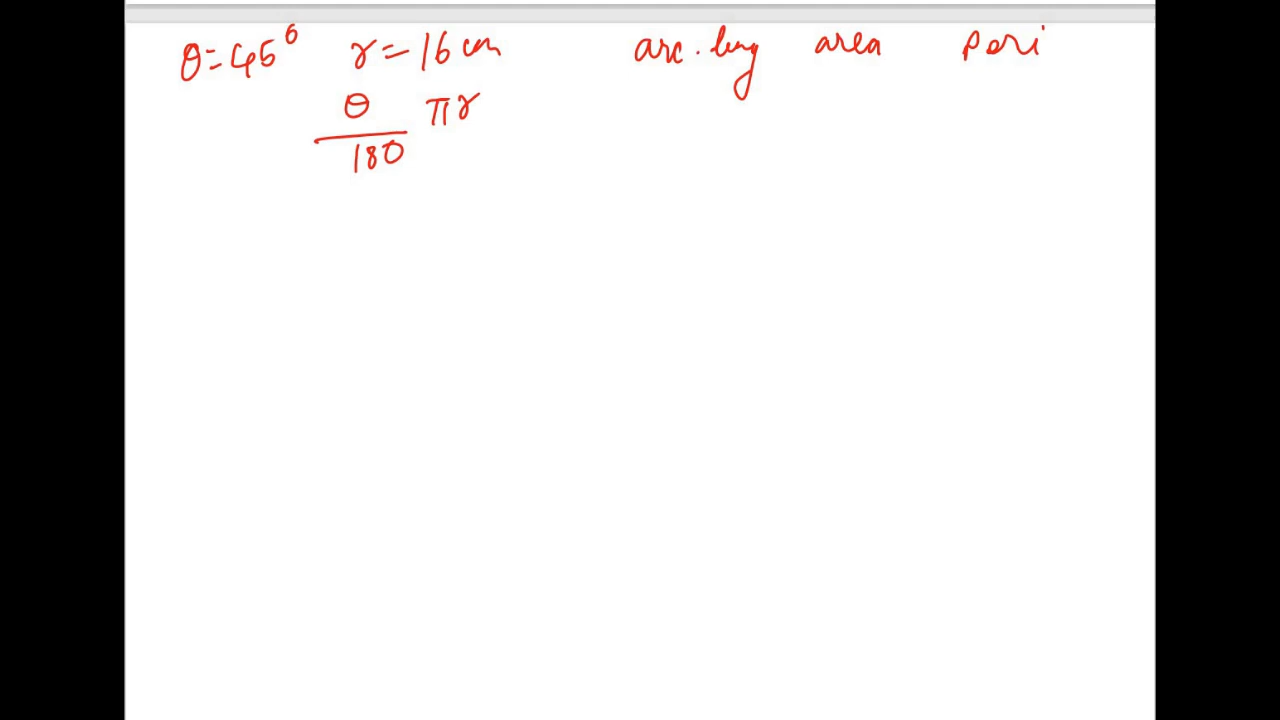 θ=45° r=16 cm arc.leng area peri
θ/180 πr